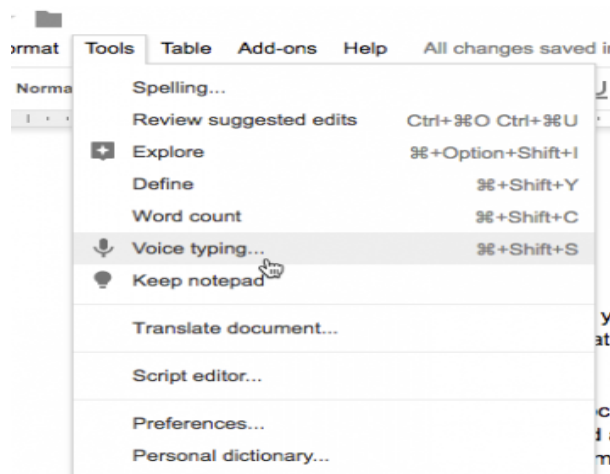 ormat Tools Table Add-ons Help All changes saved i
Norma
Spelling...
Review suggested edits Ctrl+⌘O Ctrl+⌘U
Explore ⌘+Option+Shift+I
Define ⌘+Shift+Y
Word count ⌘+Shift+C
Voice typing... ⌘+Shift+S
Keep notepad
Translate document...
Script editor...
Preferences...
Personal dictionary...